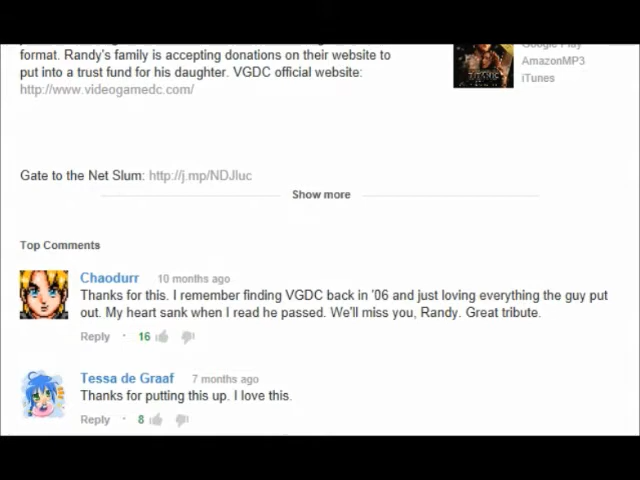 format. Randy's family is accepting donations on their website to
put into a trust fund for his daughter. VGDC official website:
http://www.videogamedc.com/
Google Play
AmazonMP3
iTunes
TITANIC
Gate to the Net Slum: http://j.mp/NDJluc
Show more
Top Comments
Chaodurr 10 months ago
Thanks for this. I remember finding VGDC back in '06 and just loving everything the guy put
out. My heart sank when I read he passed. We'll miss you, Randy. Great tribute.
Reply · 16
Tessa de Graaf 7 months ago
Thanks for putting this up. I love this.
Reply · 8